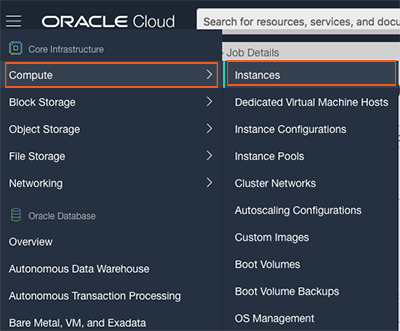 ORACLE Cloud
Search for resources, services, and docu
Core Infrastructure
Job Details
Compute
Block Storage
Object Storage
File Storage
Networking
Oracle Database
Overview
Autonomous Data Warehouse
Autonomous Transaction Processing
Bare Metal, VM, and Exadata
Instances
Dedicated Virtual Machine Hosts
Instance Configurations
Instance Pools
Cluster Networks
Autoscaling Configurations
Custom Images
Boot Volumes
Boot Volume Backups
OS Management